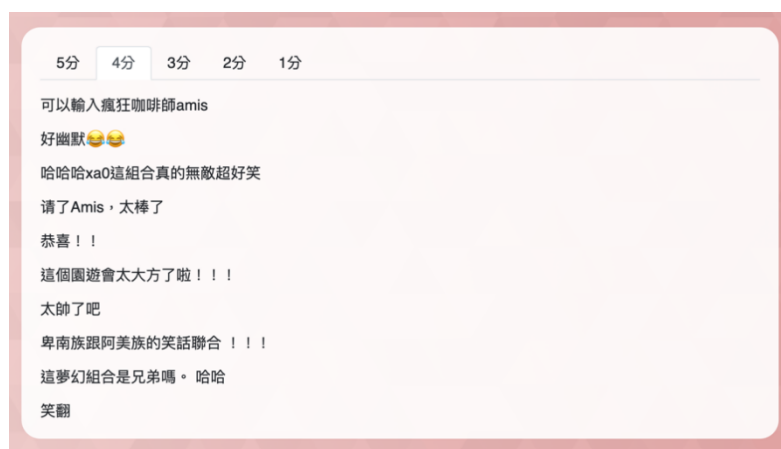 5分 4分 3分 2分 1分
可以輸入瘋狂咖啡師amis
好幽默😂😂
哈哈哈xa0這組合真的無敵超好笑
请了Amis，太棒了
恭喜！！
這個園遊會太大方了啦！！！
太帥了吧
卑南族跟阿美族的笑話聯合 ！！！
這夢幻組合是兄弟嗎。 哈哈
笑翻